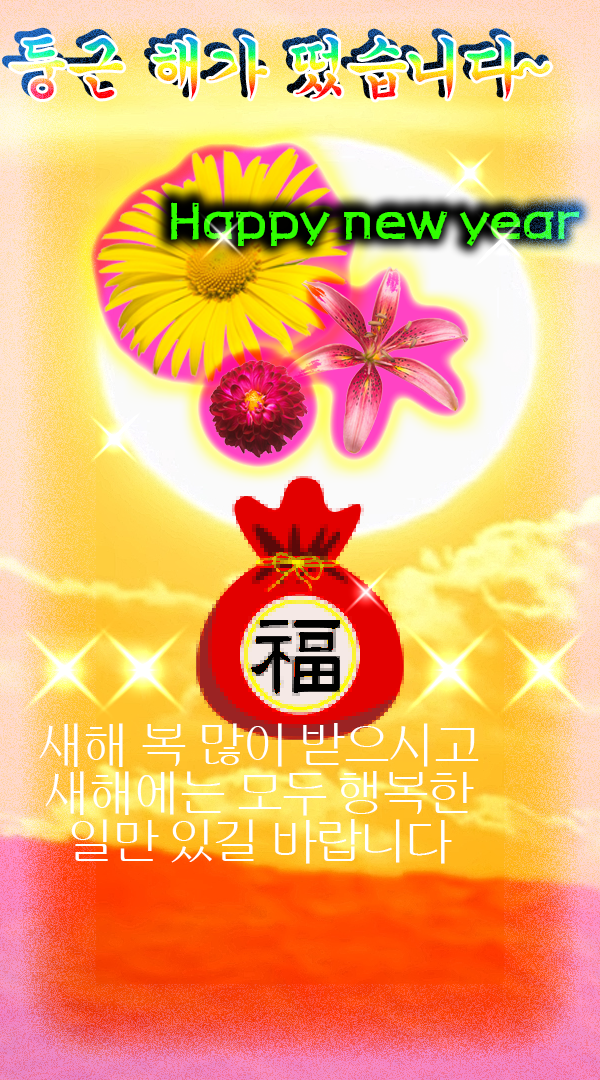 둥근 해가 떴습니다~
Happy new year
福
새해 복 많이 받으시고
새해에는 모두 행복한
일만 있길 바랍니다